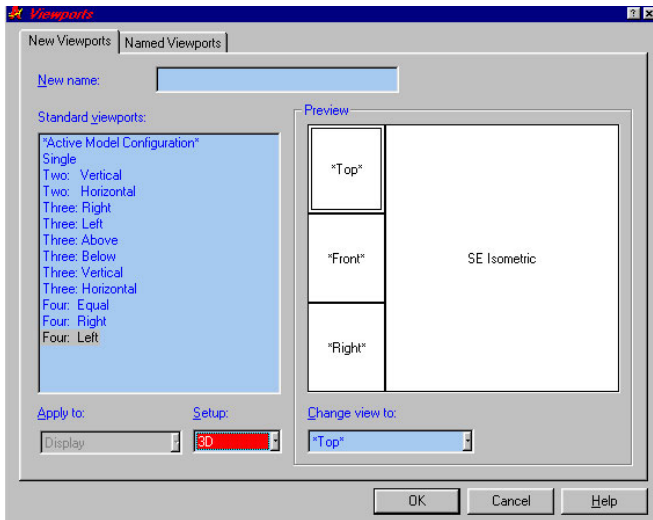 Viewports
New Viewports
Named Viewports
New name:
Standard viewports:
*Active Model Configuration*
Single
Two: Vertical
Two: Horizontal
Three: Right
Three: Left
Three: Above
Three: Below
Three: Vertical
Three: Horizontal
Four: Equal
Four: Right
Four: Left
Apply to:
Display
Setup:
3D
Preview
*Top*
*Front*
*Right*
SE Isometric
Change view to:
*Top*
OK
Cancel
Help